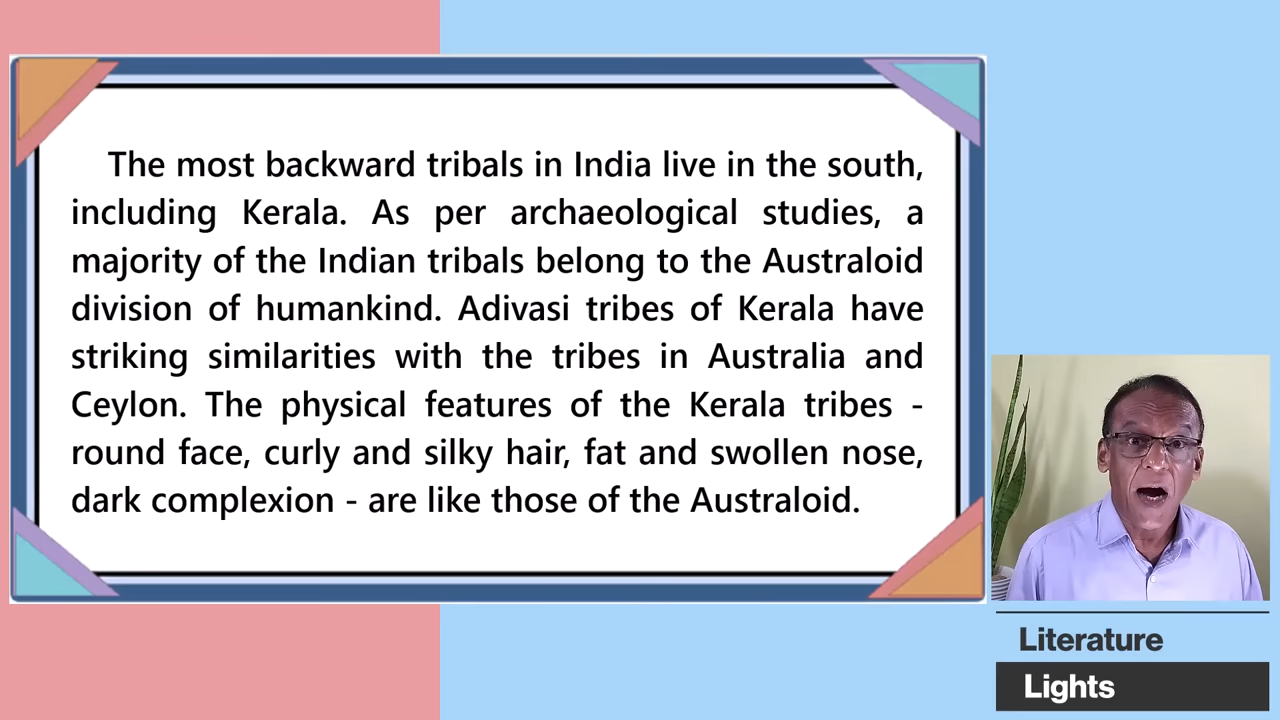 The most backward tribals in India live in the south,
including Kerala. As per archaeological studies, a
majority of the Indian tribals belong to the Australoid
division of humankind. Adivasi tribes of Kerala have
striking similarities with the tribes in Australia and
Ceylon. The physical features of the Kerala tribes -
round face, curly and silky hair, fat and swollen nose,
dark complexion - are like those of the Australoid.
Literature
Lights